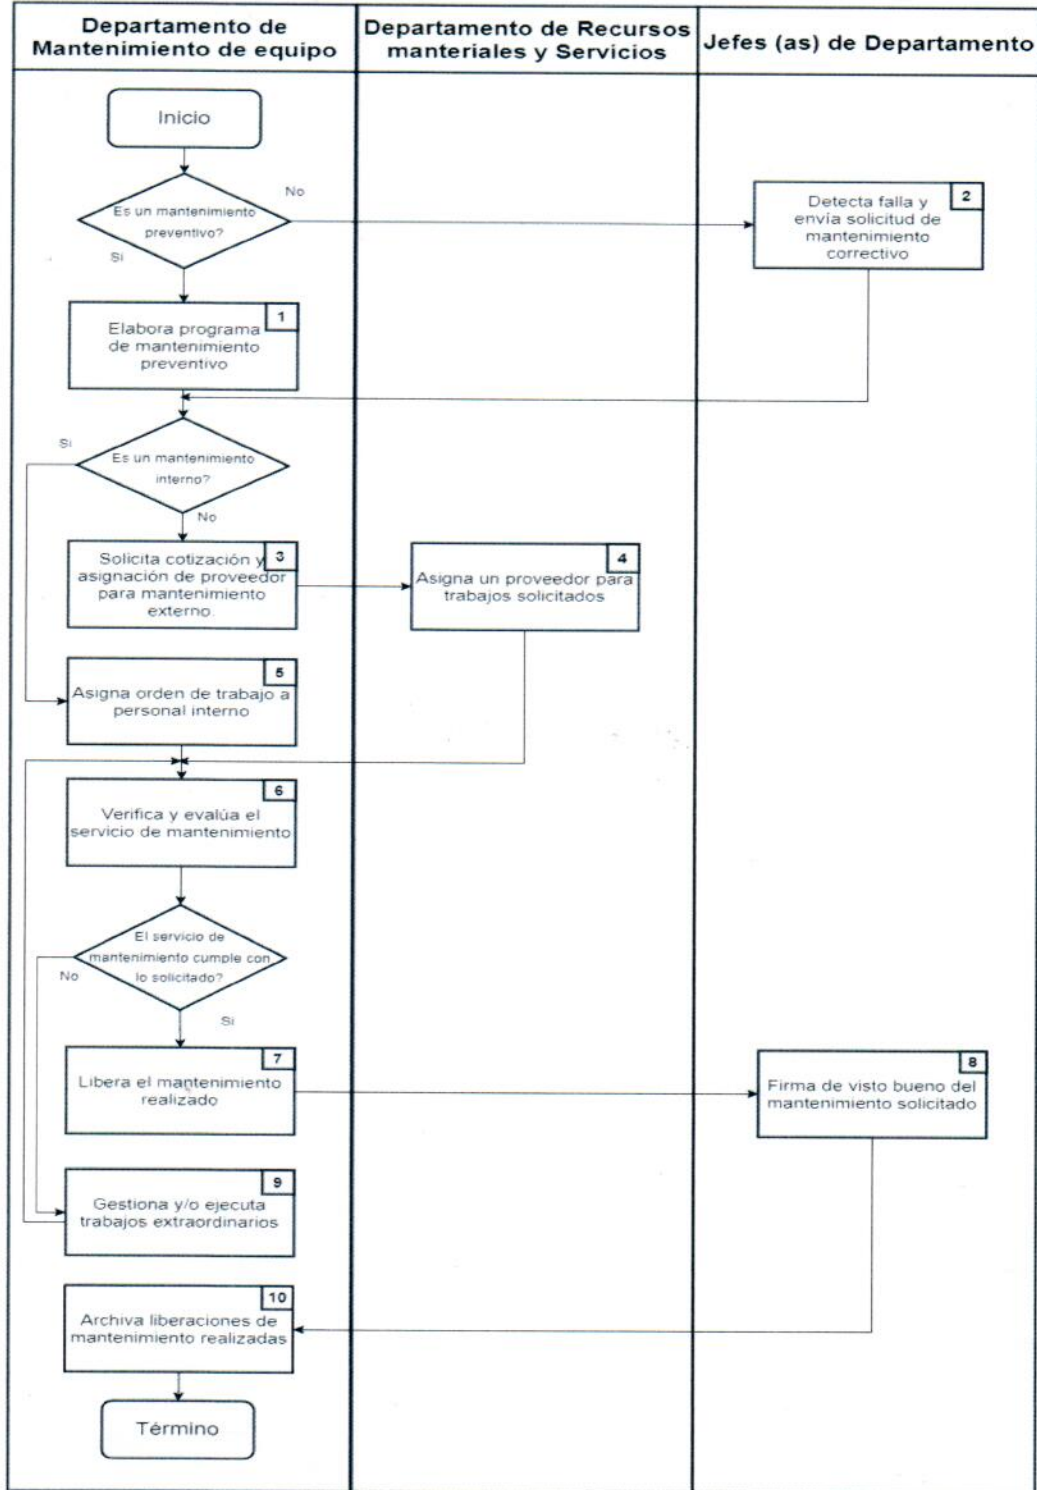 Departamento de
Mantenimiento de equipo
Departamento de Recursos
manteriales y Servicios
Jefes (as) de Departamento
Inicio
Es un mantenimiento
preventivo?
No
Si
2
Detecta falla y
envía solicitud de
mantenimiento
correctivo
1
Elabora programa
de mantenimiento
preventivo
Si
Es un mantenimiento
interno?
No
3
Solicita cotización y
asignación de proveedor
para mantenimiento
externo.
4
Asigna un proveedor para
trabajos solicitados
5
Asigna orden de trabajo a
personal interno
6
Verifica y evalúa el
servicio de mantenimiento
El servicio de
mantenimiento cumple con
lo solicitado?
No
Si
7
Libera el mantenimiento
realizado
8
Firma de visto bueno del
mantenimiento solicitado
9
Gestiona y/o ejecuta
trabajos extraordinarios
10
Archiva liberaciones de
mantenimiento realizadas
Término